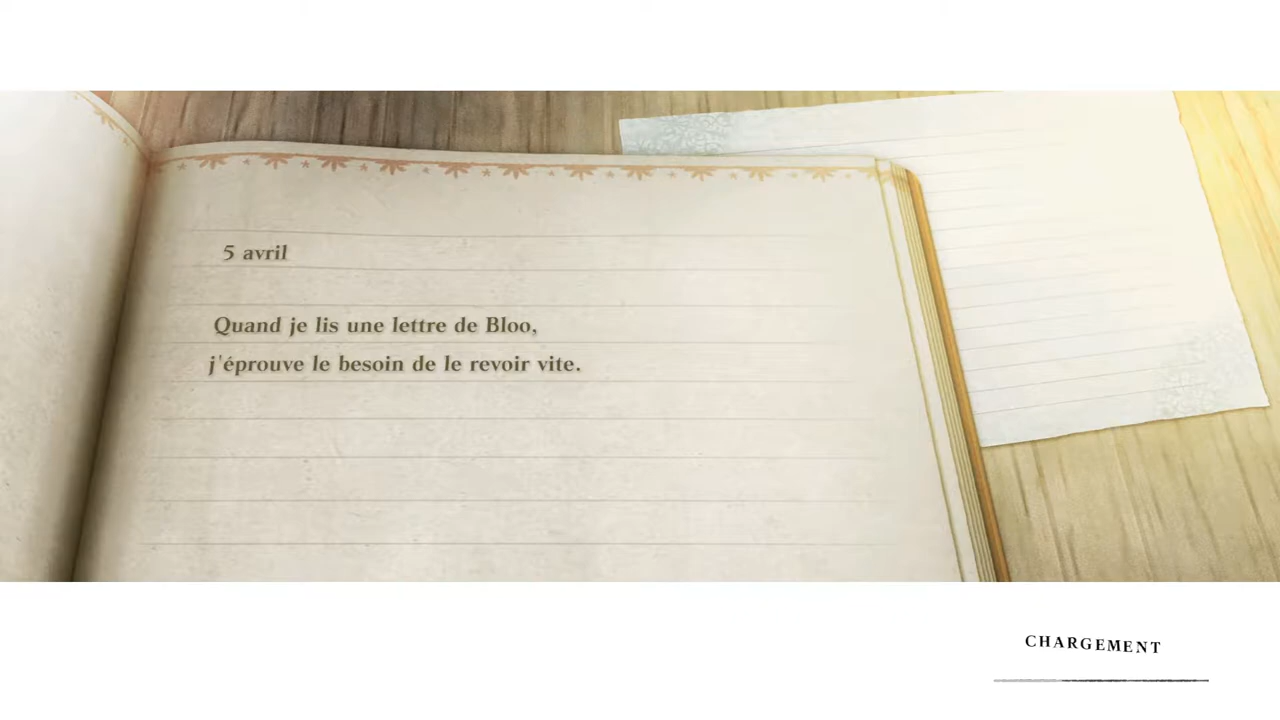 5 avril
Quand je lis une lettre de Bloo,
j'éprouve le besoin de le revoir vite.
CHARGEMENT